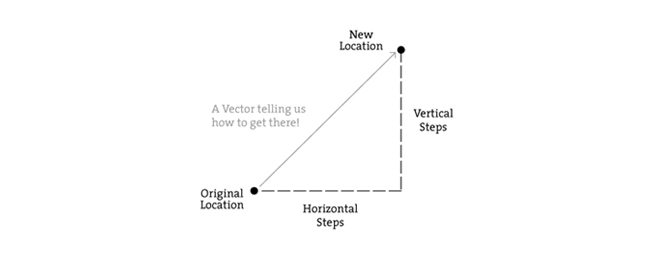 New
Location
A Vector telling us
how to get there!
Vertical
Steps
Original
Location
Horizontal
Steps